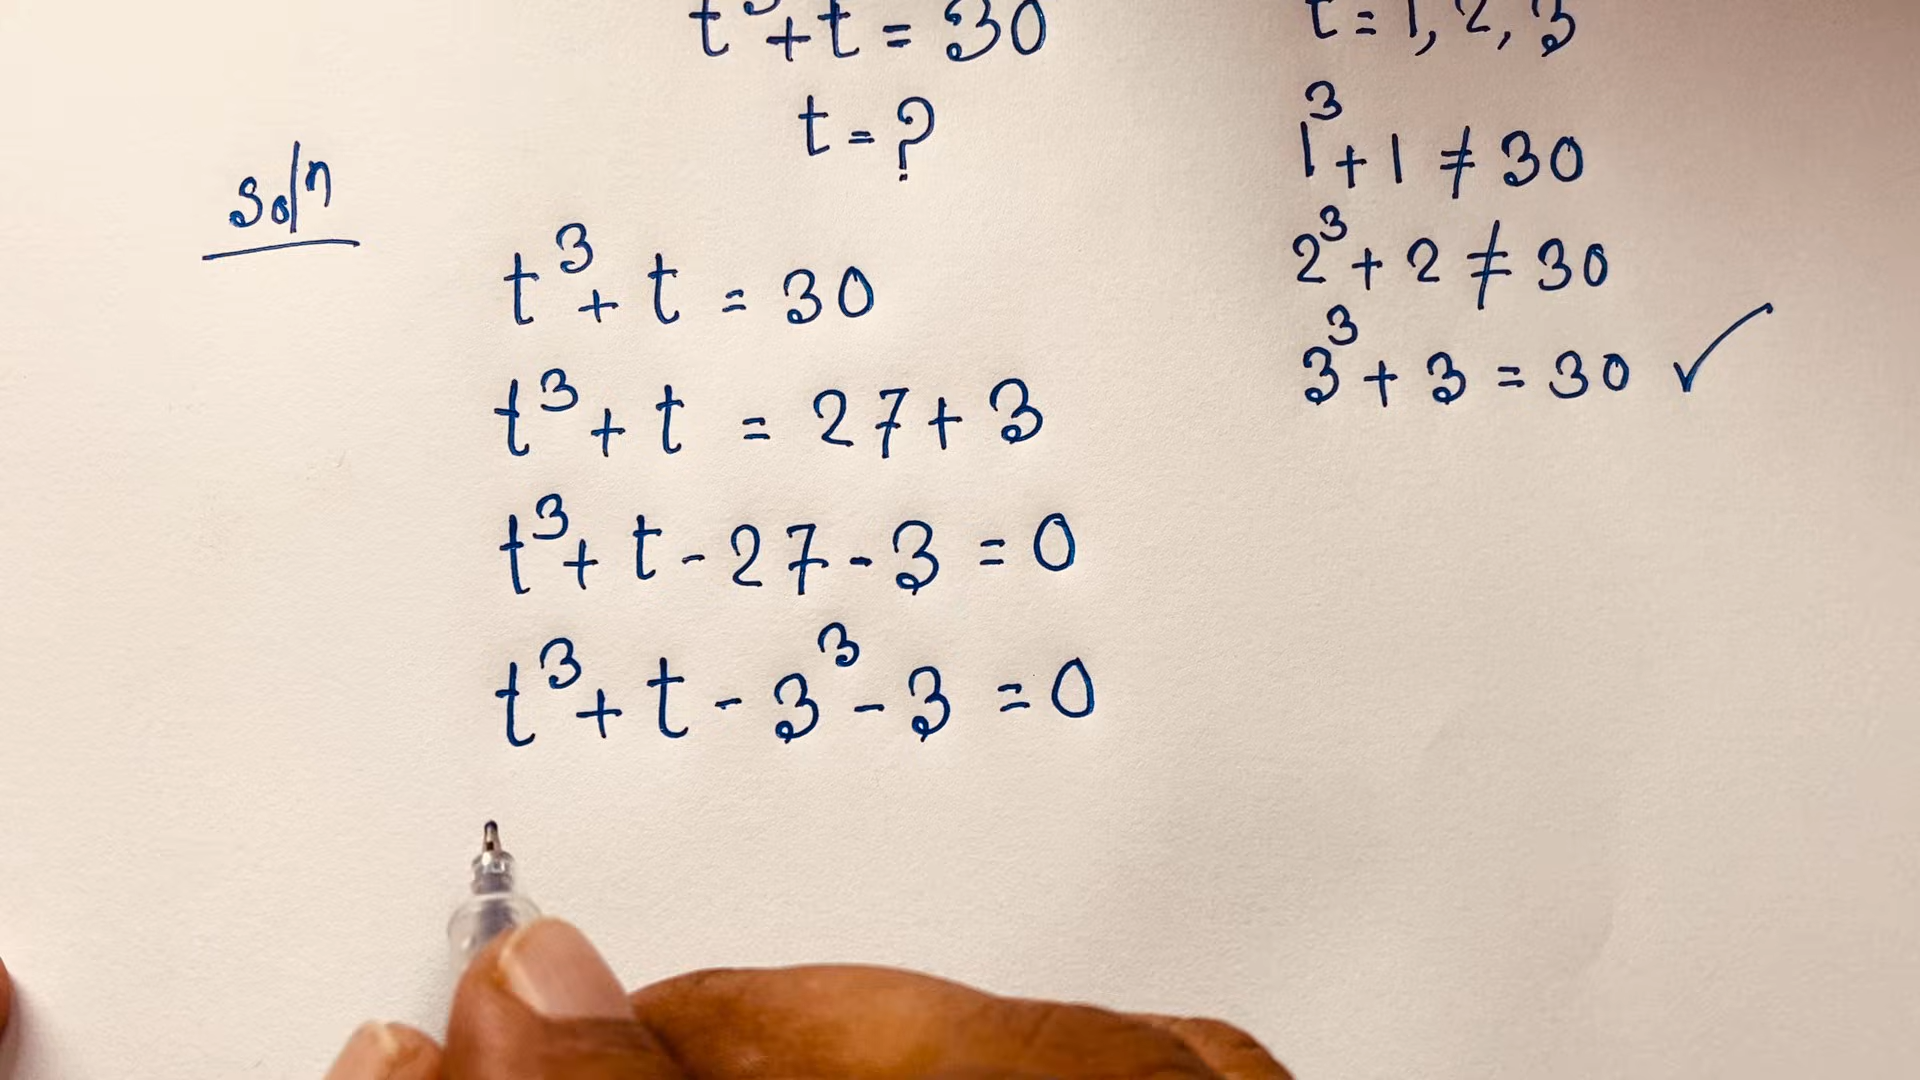 t³+t = 30
t = ?
Soln
t³ + t = 30
t³ + t = 27 + 3
t³ + t - 27 - 3 = 0
t³ + t - 3³ - 3 = 0
t = 1, 2, 3
1³ + 1 ≠ 30
2³ + 2 ≠ 30
3³ + 3 = 30 ✓